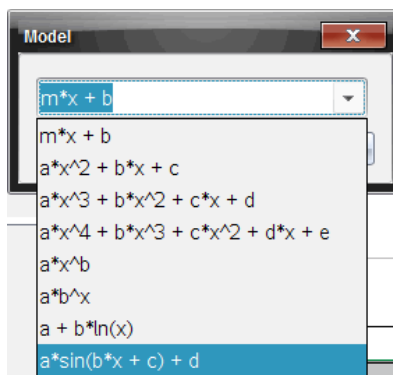 Model
m*x + b
m*x + b
a*x^2 + b*x + c
a*x^3 + b*x^2 + c*x + d
a*x^4 + b*x^3 + c*x^2 + d*x + e
a*x^b
a*b^x
a + b*ln(x)
a*sin(b*x + c) + d